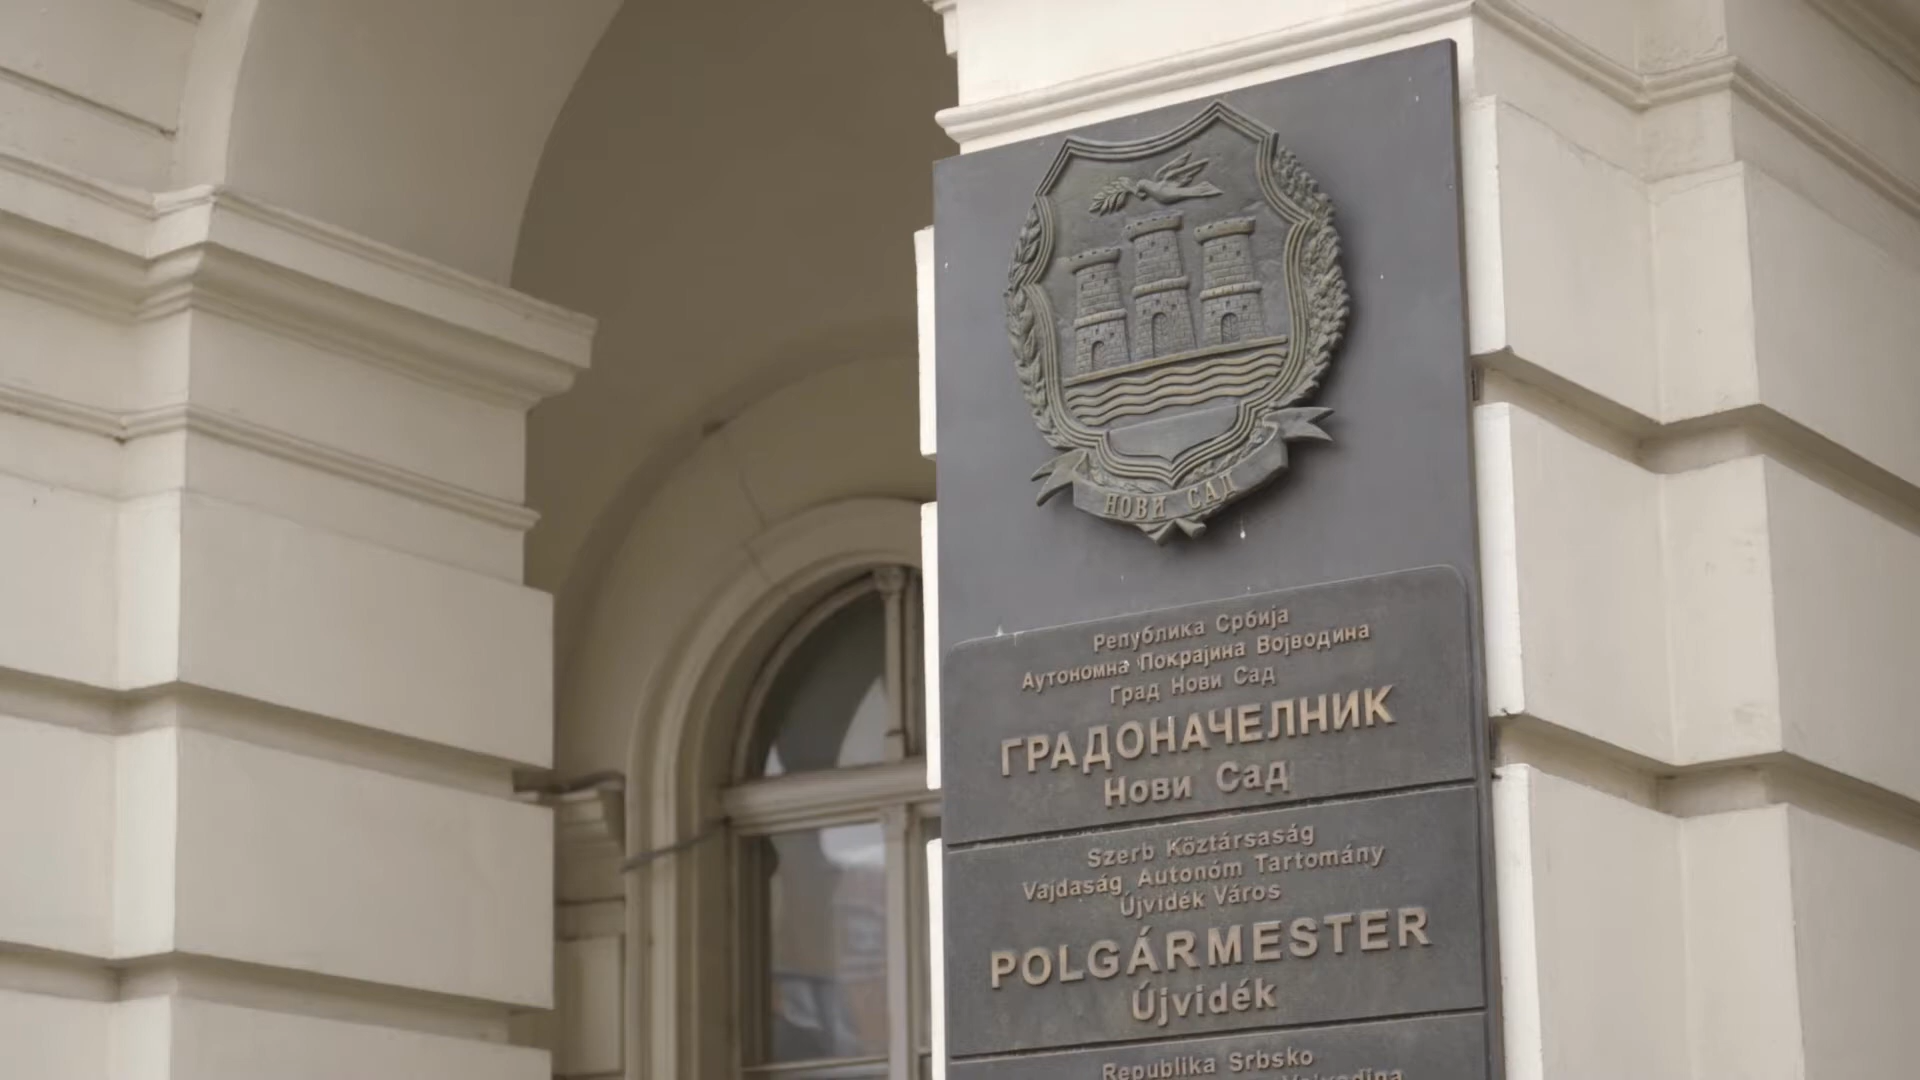 НОВИ САД
Република Србија
Аутономна Покрајина Војводина
Град Нови Сад
ГРАДОНАЧЕЛНИК
Нови Сад
Szerb Köztársaság
Vajdaság Autonóm Tartomány
Újvidék Város
POLGÁRMESTER
Újvidék
Republika Srbsko
Vojvodina